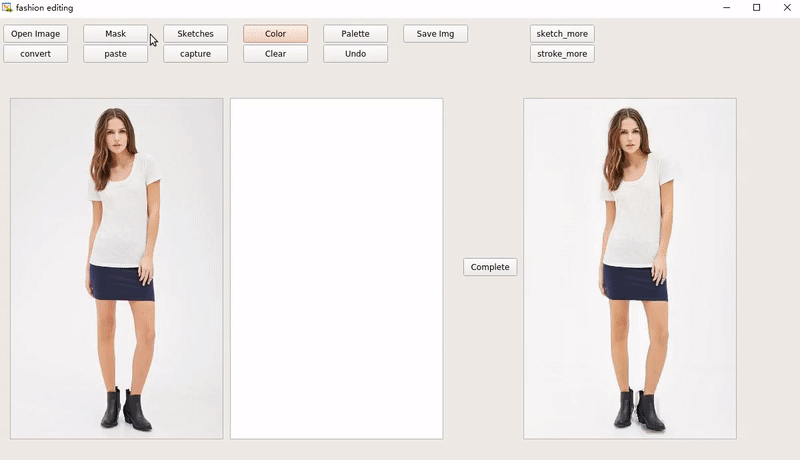 fashion editing
Open Image Mask Sketches Color Palette Save Img sketch_more
convert paste capture Clear Undo stroke_more
Complete